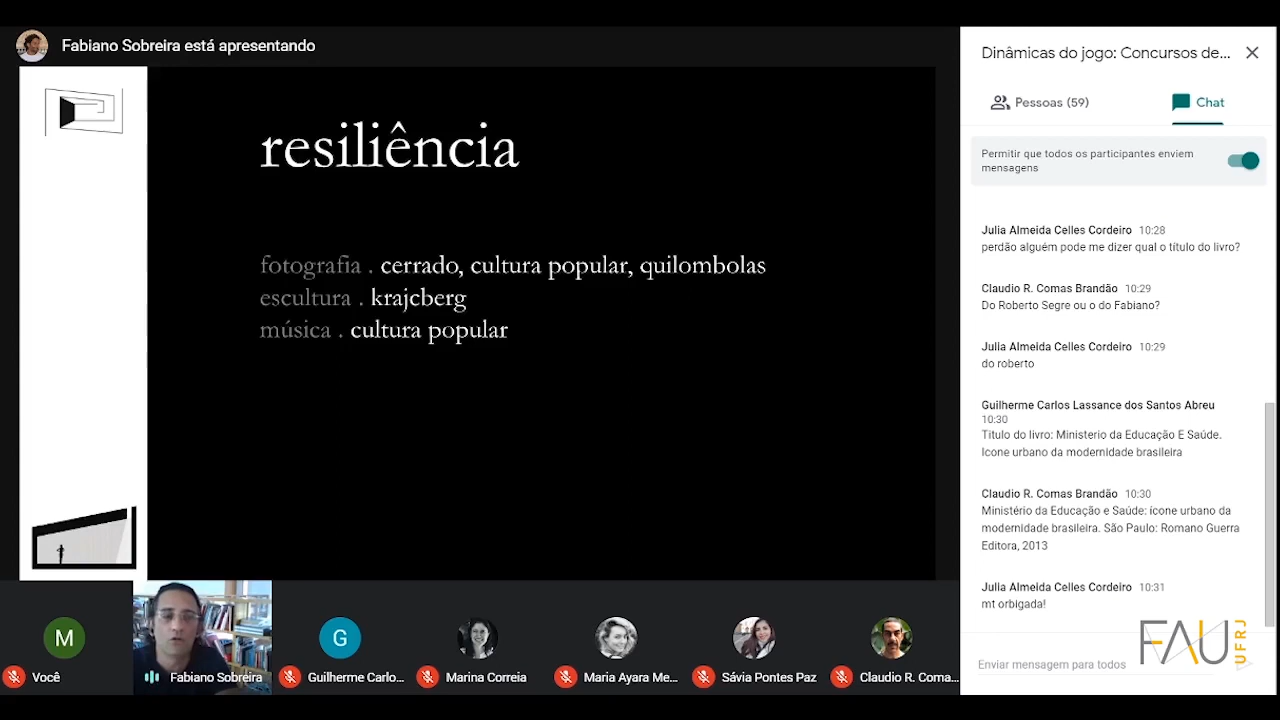 Fabiano Sobreira está apresentando
resiliência
fotografia . cerrado, cultura popular, quilombolas
escultura . krajcberg
música . cultura popular
M
Você
Fabiano Sobreira
G
Guilherme Carlo...
Marina Correia
Maria Ayara Me...
Sávia Pontes Paz
Claudio R. Coma...
Dinâmicas do jogo: Concursos de...
Pessoas (59)
Chat
Permitir que todos os participantes enviem
mensagens
Julia Almeida Celles Cordeiro 10:28
perdão alguém pode me dizer qual o título do livro?
Claudio R. Comas Brandão 10:29
Do Roberto Segre ou o do Fabiano?
Julia Almeida Celles Cordeiro 10:29
do roberto
Guilherme Carlos Lassance dos Santos Abreu
10:30
Titulo do livro: Ministerio da Educação E Saúde.
Icone urbano da modernidade brasileira
Claudio R. Comas Brandão 10:30
Ministério da Educação e Saúde: ícone urbano da
modernidade brasileira. São Paulo: Romano Guerra
Editora, 2013
Julia Almeida Celles Cordeiro 10:31
mt orbigada!
Enviar mensagem para todos
FAU UFRJ